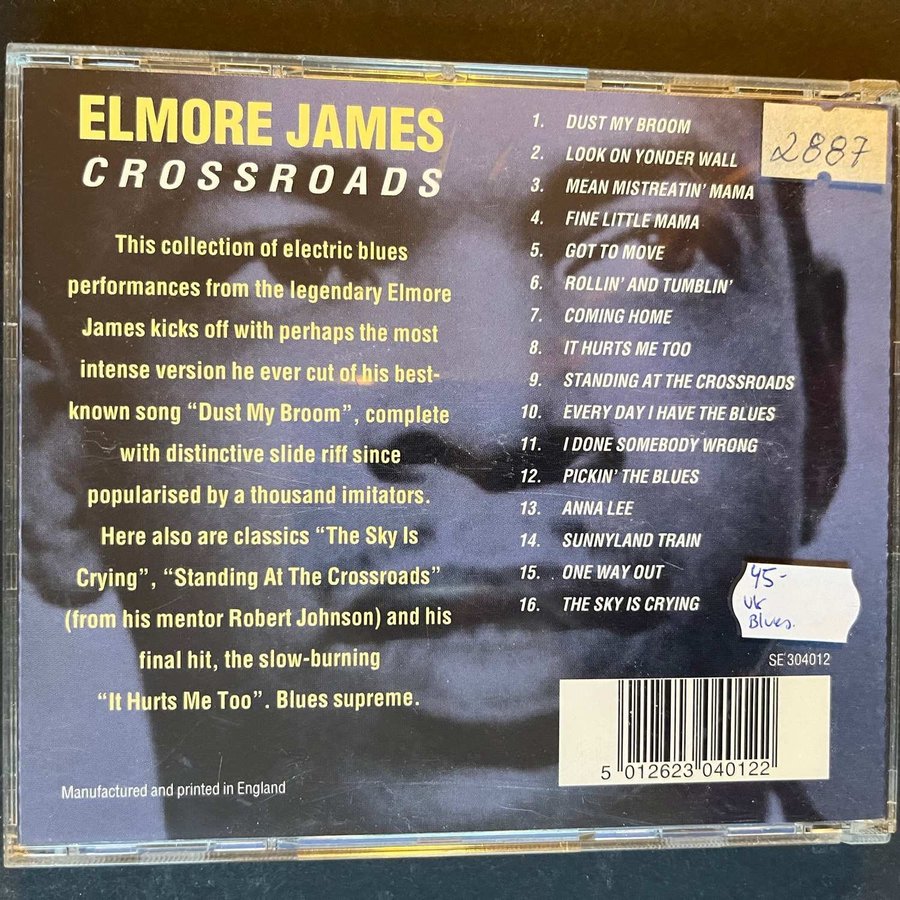 ELMORE JAMES
CROSSROADS
This collection of electric blues
performances from the legendary Elmore
James kicks off with perhaps the most
intense version he ever cut of his best-
known song “Dust My Broom”, complete
with distinctive slide riff since
popularised by a thousand imitators.
Here also are classics “The Sky Is
Crying”, “Standing At The Crossroads”
(from his mentor Robert Johnson) and his
final hit, the slow-burning
“It Hurts Me Too”. Blues supreme.
Manufactured and printed in England
1. DUST MY BROOM
2. LOOK ON YONDER WALL
3. MEAN MISTREATIN’ MAMA
4. FINE LITTLE MAMA
5. GOT TO MOVE
6. ROLLIN’ AND TUMBLIN’
7. COMING HOME
8. IT HURTS ME TOO
9. STANDING AT THE CROSSROADS
10. EVERY DAY I HAVE THE BLUES
11. I DONE SOMEBODY WRONG
12. PICKIN’ THE BLUES
13. ANNA LEE
14. SUNNYLAND TRAIN
15. ONE WAY OUT
16. THE SKY IS CRYING
2887
45-
UK
Blues.
SE 304012
5 012623 040122